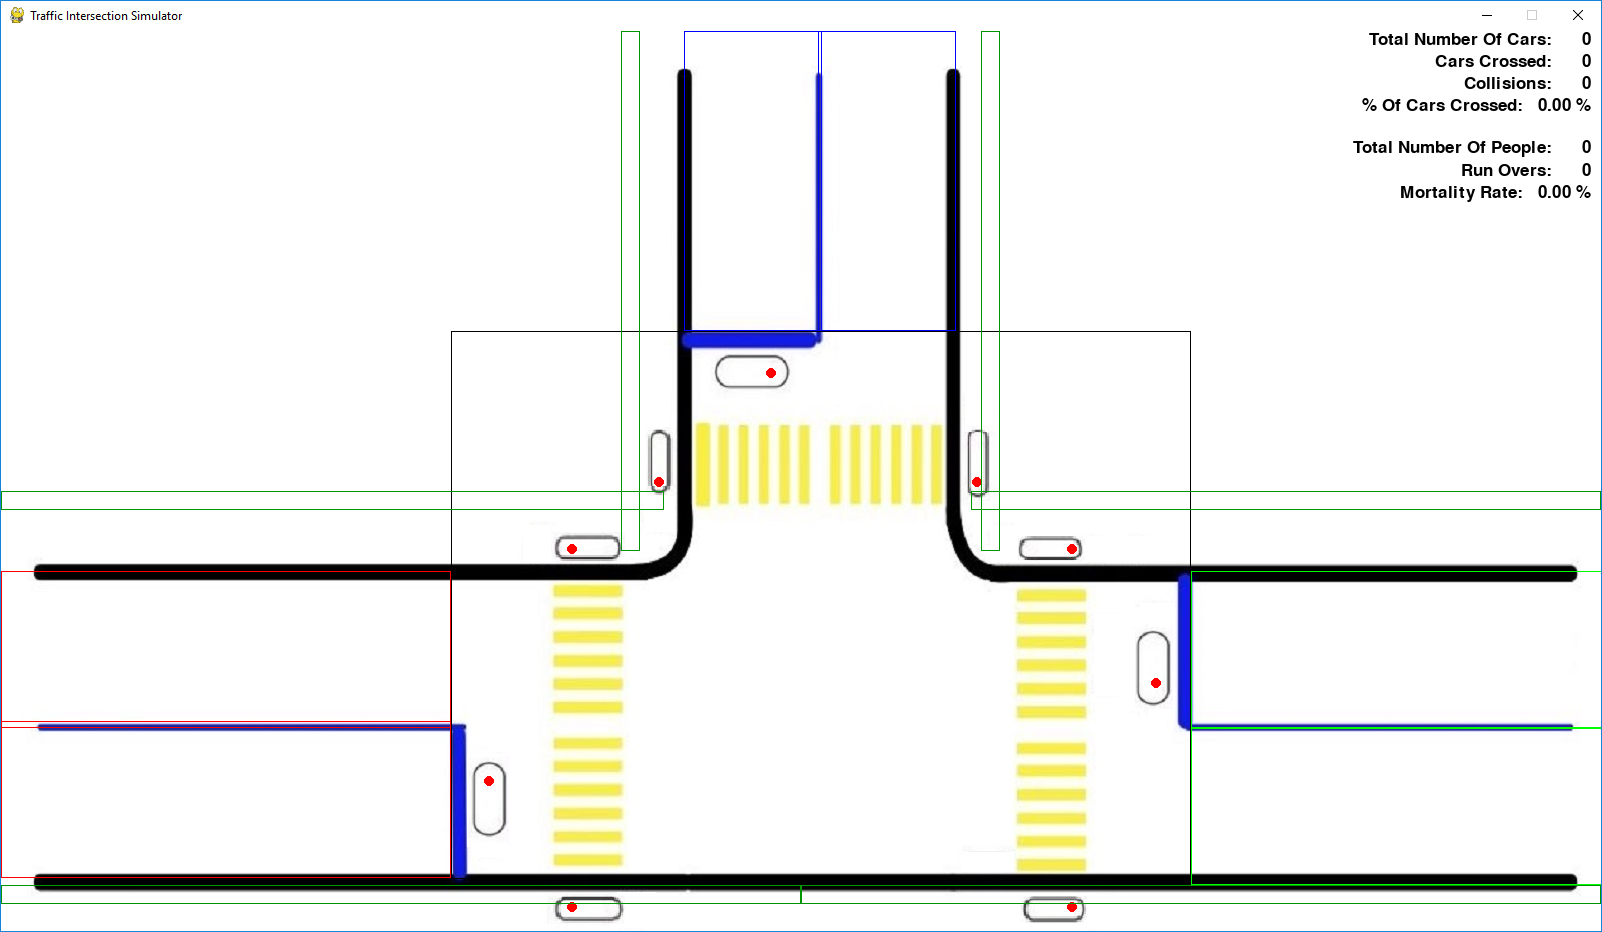 Traffic Intersection Simulator
Total Number Of Cars: 0
Cars Crossed: 0
Collisions: 0
% Of Cars Crossed: 0.00 %
Total Number Of People: 0
Run Overs: 0
Mortality Rate: 0.00 %